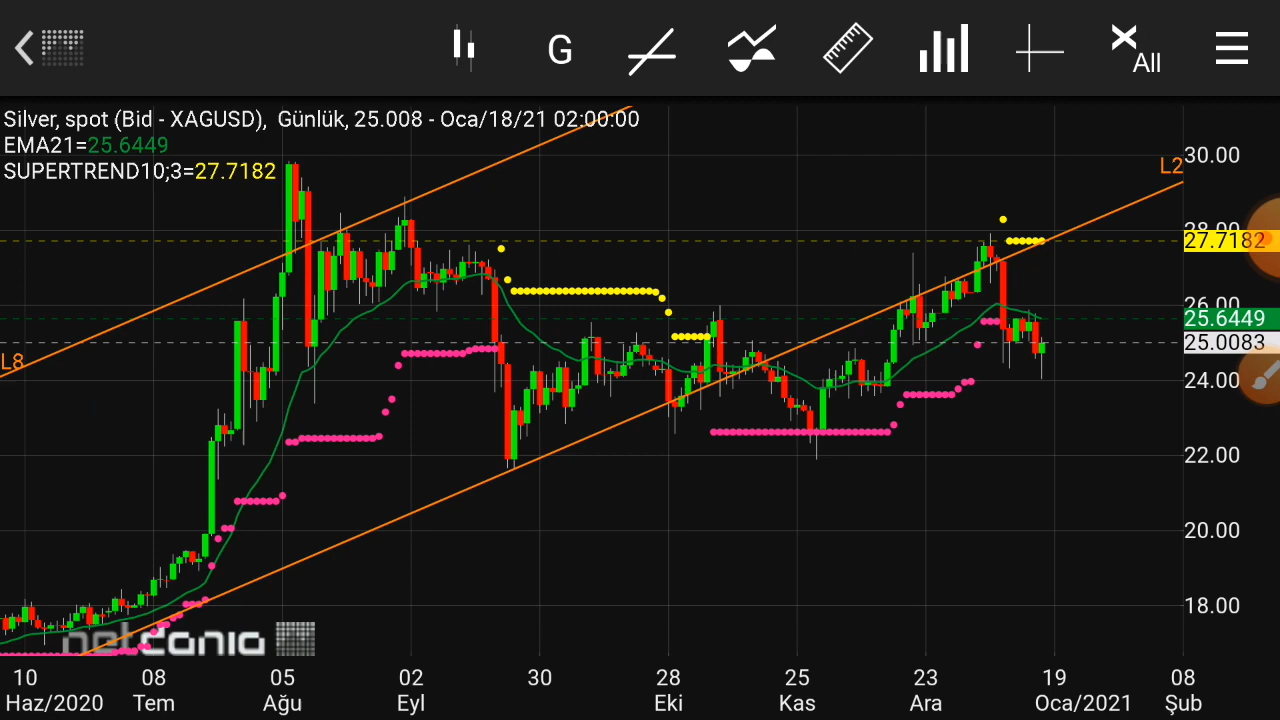 G
All
Silver, spot (Bid - XAGUSD), Günlük, 25.008 - Oca/18/21 02:00:00
EMA21=25.6449
SUPERTREND10;3=27.7182
L2
L8
30.00
28.00
27.7182
26.00
25.6449
25.0083
24.00
22.00
20.00
18.00
netdania
10 08 05 02 30 28 25 23 19 08
Haz/2020 Tem Ağu Eyl Eki Kas Ara Oca/2021 Şub